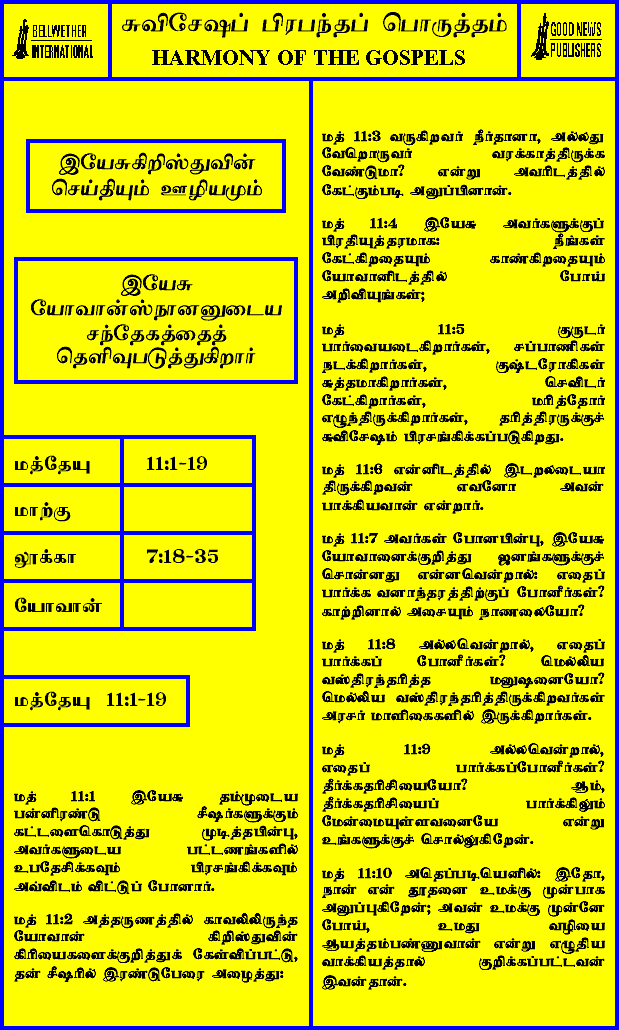 BELLWETHER
INTERNATIONAL
சுவிசேஷப் பிரபந்தப் பொருத்தம்
HARMONY OF THE GOSPELS
GOOD NEWS
PUBLISHERS
இயேசுகிறிஸ்துவின்
செய்தியும் ஊழியமும்
இயேசு
யோவான்ஸ்நானனுடைய
சந்தேகத்தைத்
தெளிவுபடுத்துகிறார்
மத்தேயு 11:1-19
மாற்கு
லூக்கா 7:18-35
யோவான்
மத்தேயு 11:1-19
மத் 11:1 இயேசு தம்முடைய
பன்னிரண்டு சீஷர்களுக்கும்
கட்டளைகொடுத்து முடித்தபின்பு,
அவர்களுடைய பட்டணங்களில்
உபதேசிக்கவும் பிரசங்கிக்கவும்
அவ்விடம் விட்டுப் போனார்.
மத் 11:2 அத்தருணத்தில் காவலிலிருந்த
யோவான் கிறிஸ்துவின்
கிரியைகளைக்குறித்துக் கேள்விப்பட்டு,
தன் சீஷரில் இரண்டுபேரை அழைத்து:
மத் 11:3 வருகிறவர் நீர்தானா, அல்லது
வேறொருவர் வரக்காத்திருக்க
வேண்டுமா? என்று அவரிடத்தில்
கேட்கும்படி அனுப்பினான்.
மத் 11:4 இயேசு அவர்களுக்குப்
பிரதியுத்தரமாக: நீங்கள்
கேட்கிறதையும் காண்கிறதையும்
யோவானிடத்தில் போய்
அறிவியுங்கள்;
மத் 11:5 குருடர்
பார்வையடைகிறார்கள், சப்பாணிகள்
நடக்கிறார்கள், குஷ்டரோகிகள்
சுத்தமாகிறார்கள், செவிடர்
கேட்கிறார்கள், மரித்தோர்
எழுந்திருக்கிறார்கள், தரித்திரருக்குச்
சுவிசேஷம் பிரசங்கிக்கப்படுகிறது.
மத் 11:6 என்னிடத்தில் இடறலடையா
திருக்கிறவன் எவனோ அவன்
பாக்கியவான் என்றார்.
மத் 11:7 அவர்கள் போனபின்பு, இயேசு
யோவானைக்குறித்து ஜனங்களுக்குச்
சொன்னது என்னவென்றால்: எதைப்
பார்க்க வனாந்தரத்திற்குப் போனீர்கள்?
காற்றினால் அசையும் நாணலையோ?
மத் 11:8 அல்லவென்றால், எதைப்
பார்க்கப் போனீர்கள்? மெல்லிய
வஸ்திரந்தரித்த மனுஷனையோ?
மெல்லிய வஸ்திரந்தரித்திருக்கிறவர்கள்
அரசர் மாளிகைகளில் இருக்கிறார்கள்.
மத் 11:9 அல்லவென்றால்,
எதைப் பார்க்கப்போனீர்கள்?
தீர்க்கதரிசியையோ? ஆம்,
தீர்க்கதரிசியைப் பார்க்கிலும்
மேன்மையுள்ளவனையே என்று
உங்களுக்குச் சொல்லுகிறேன்.
மத் 11:10 அதெப்படியெனில்: இதோ,
நான் என் தூதனை உமக்கு முன்பாக
அனுப்புகிறேன்; அவன் உமக்கு முன்னே
போய், உமது வழியை
ஆயத்தம்பண்ணுவான் என்று எழுதிய
வாக்கியத்தால் குறிக்கப்பட்டவன்
இவன்தான்.